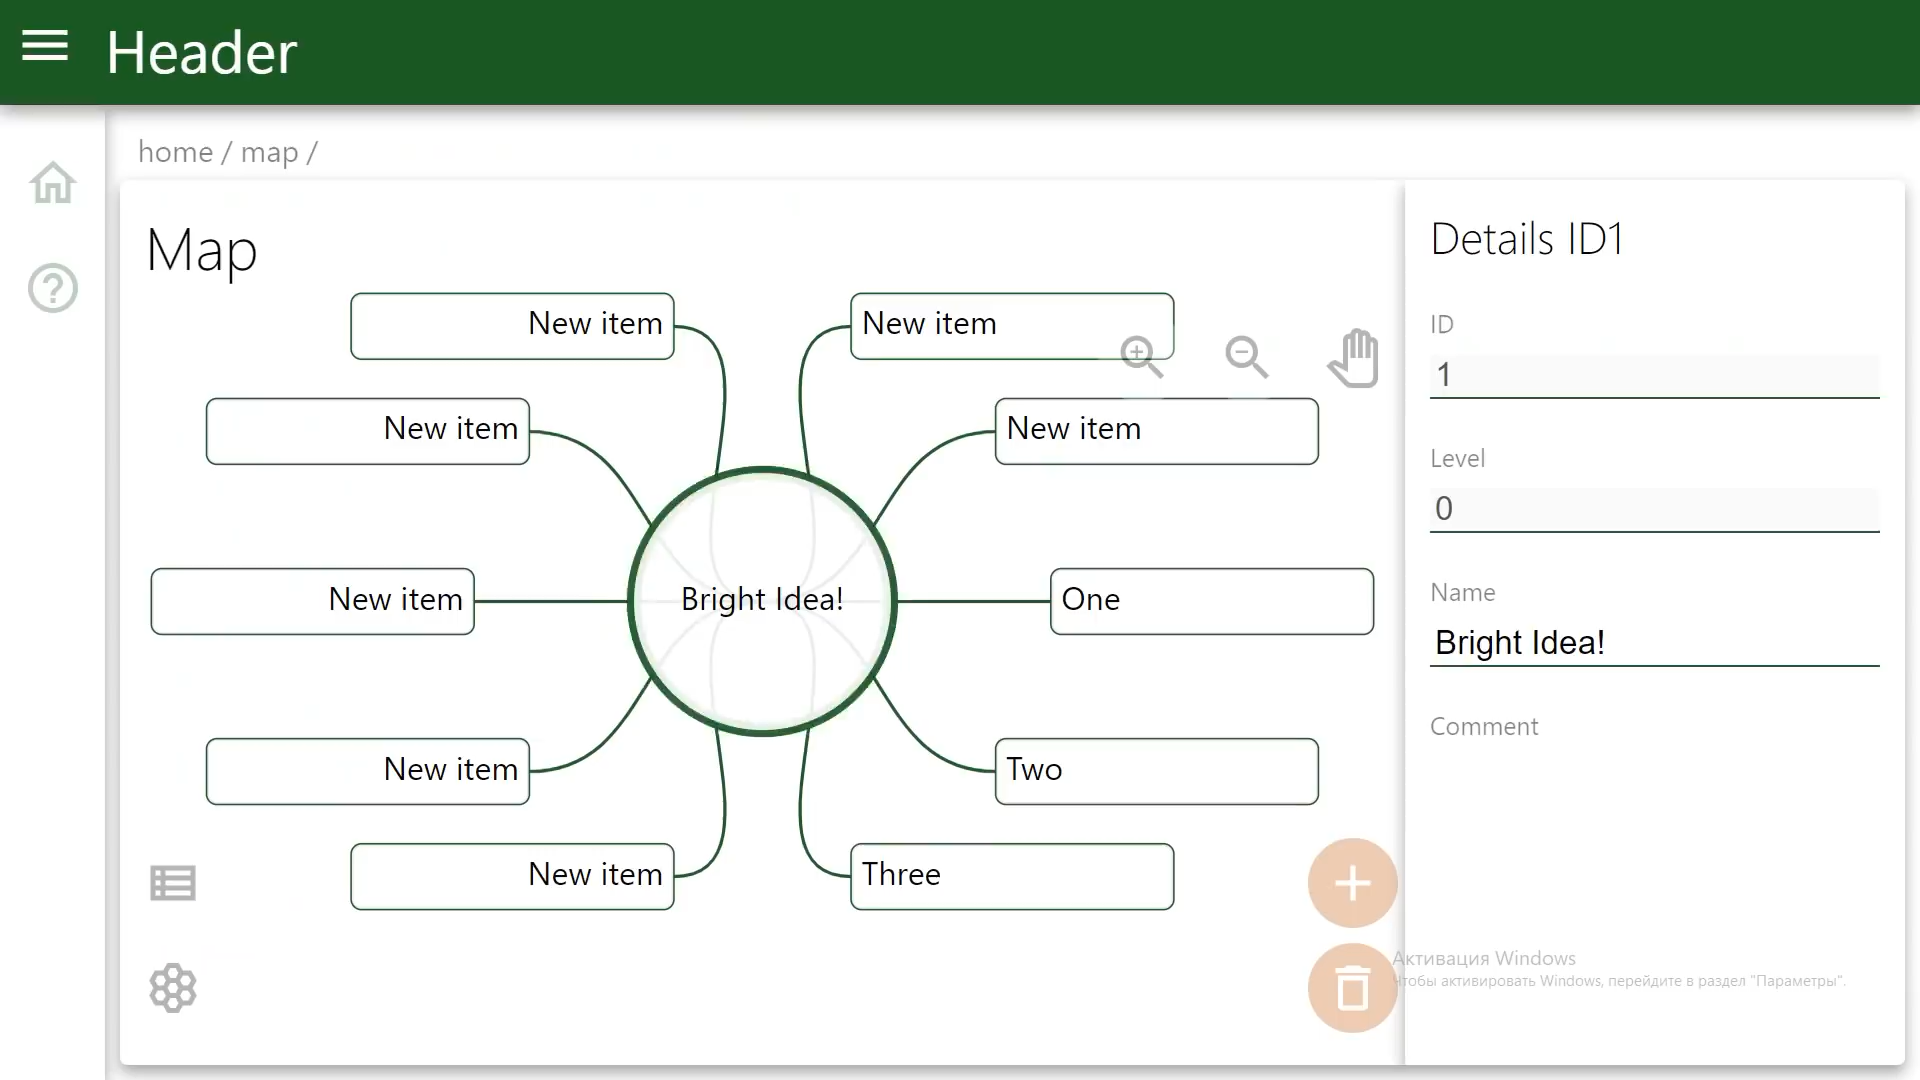 Header
home / map /
Map
New item
New item
New item
New item
New item
Bright Idea!
One
New item
Two
New item
Three
Details ID1
ID
1
Level
0
Name
Bright Idea!
Comment
Активация Windows
Чтобы активировать Windows, перейдите в раздел "Параметры".
New item